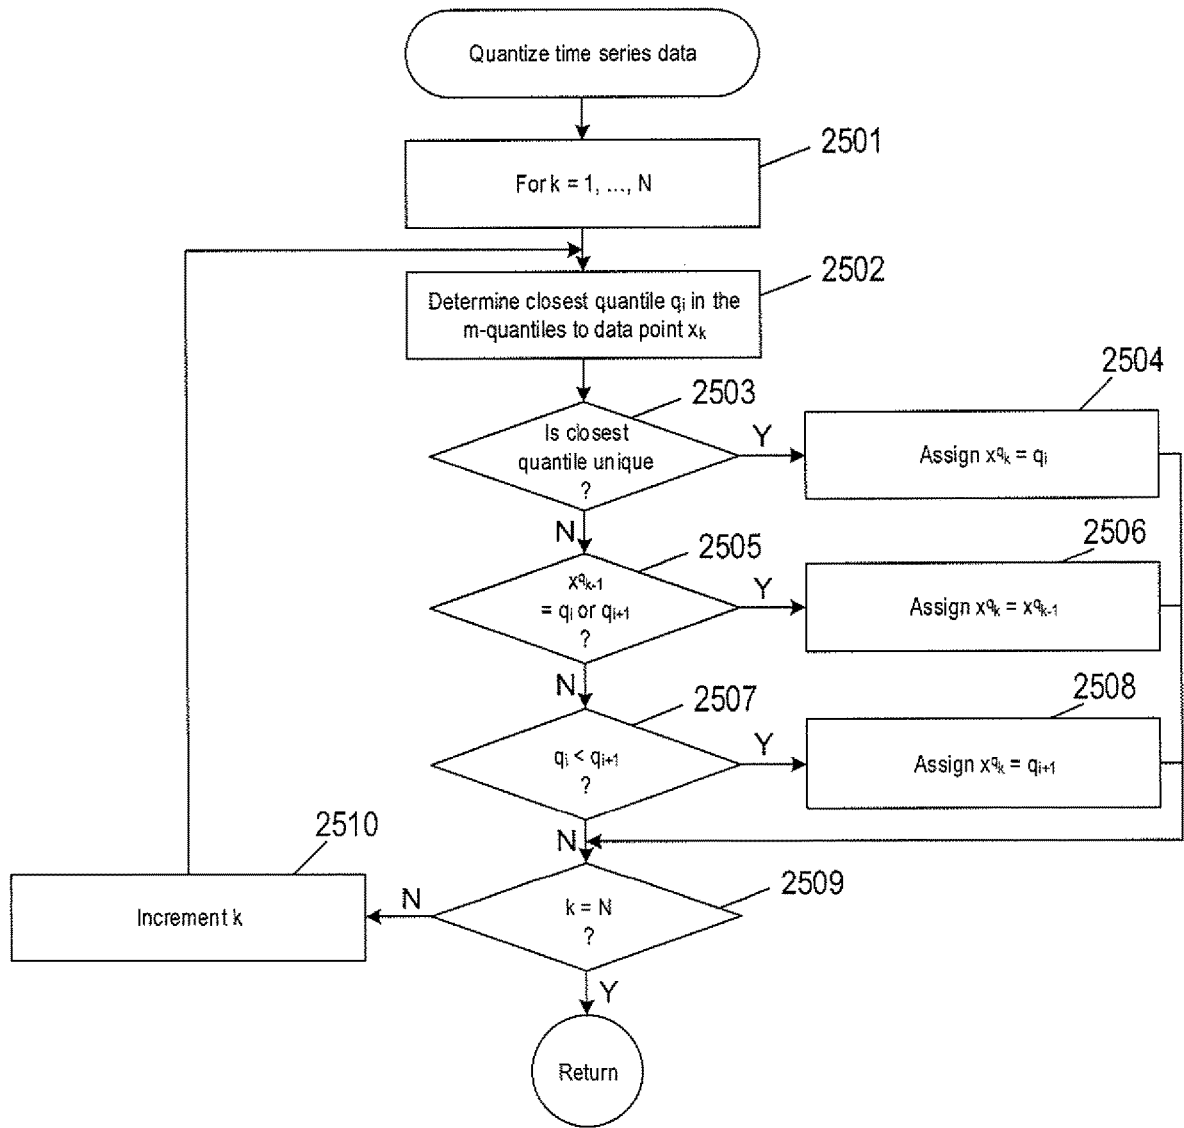 Quantize time series data
2501
For k = 1, ..., N
2502
Determine closest quantile qi in the
m-quantiles to data point xk
2503
Is closest
quantile unique
?
Y
2504
Assign xqk = qi
N
2505
xqk-1
= qi or qi+1
?
Y
2506
Assign xqk = xqk-1
N
2507
qi < qi+1
?
Y
2508
Assign xqk = qi+1
N
2509
k = N
?
N
2510
Increment k
Y
Return